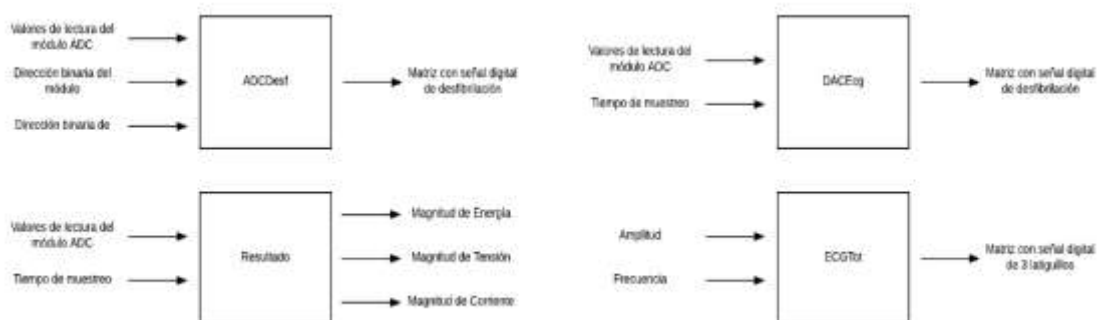 Valores de lectura del
módulo ADC
Dirección binaria del
módulo
Dirección binaria de
ADCDesf
Matriz con señal digital
de desfibrilación
Valores de lectura del
módulo ADC
Tiempo de muestreo
DACEcg
Matriz con señal digital
de desfibrilación
Valores de lectura del
módulo ADC
Tiempo de muestreo
Resultado
Magnitud de Energía
Magnitud de Tensión
Magnitud de Corriente
Amplitud
Frecuencia
ECGTot
Matriz con señal digital
de 3 latiguillos